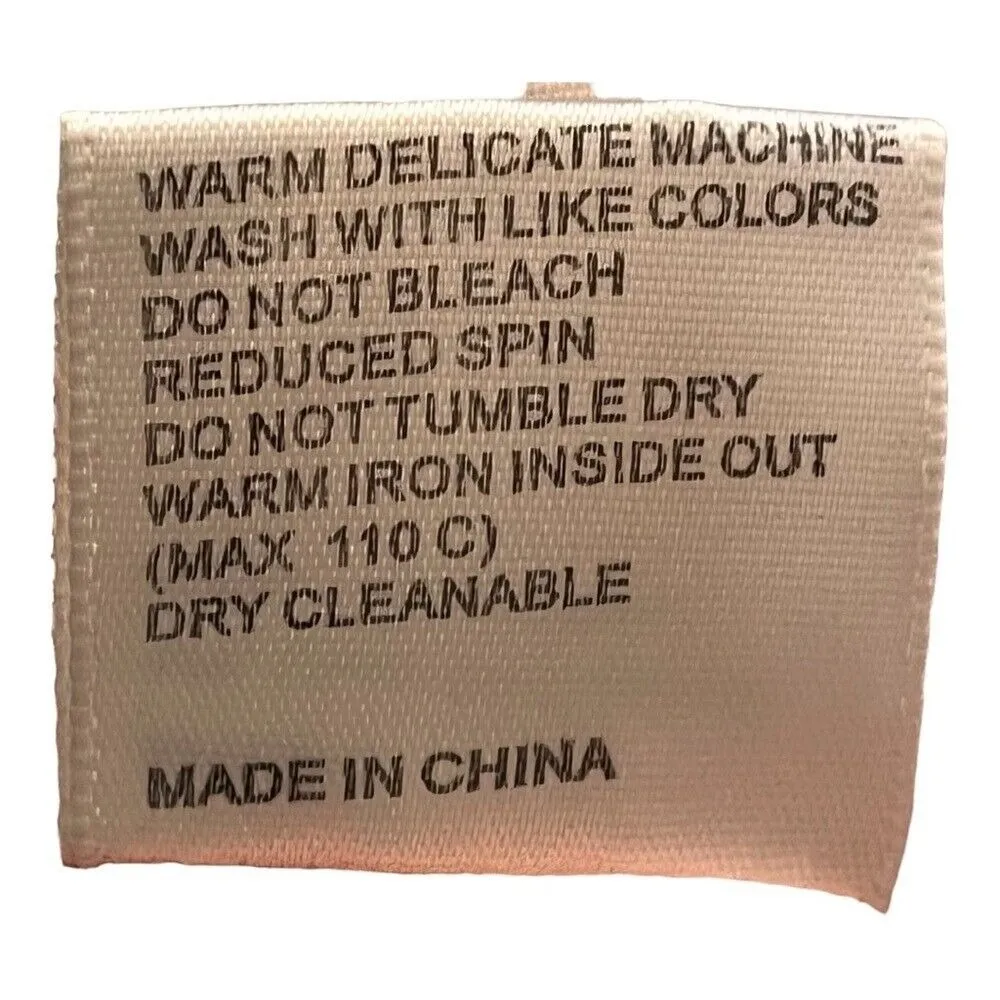 WARM DELICATE MACHINE
WASH WITH LIKE COLORS
DO NOT BLEACH
REDUCED SPIN
DO NOT TUMBLE DRY
WARM IRON INSIDE OUT
(MAX 110 C)
DRY CLEANABLE
MADE IN CHINA